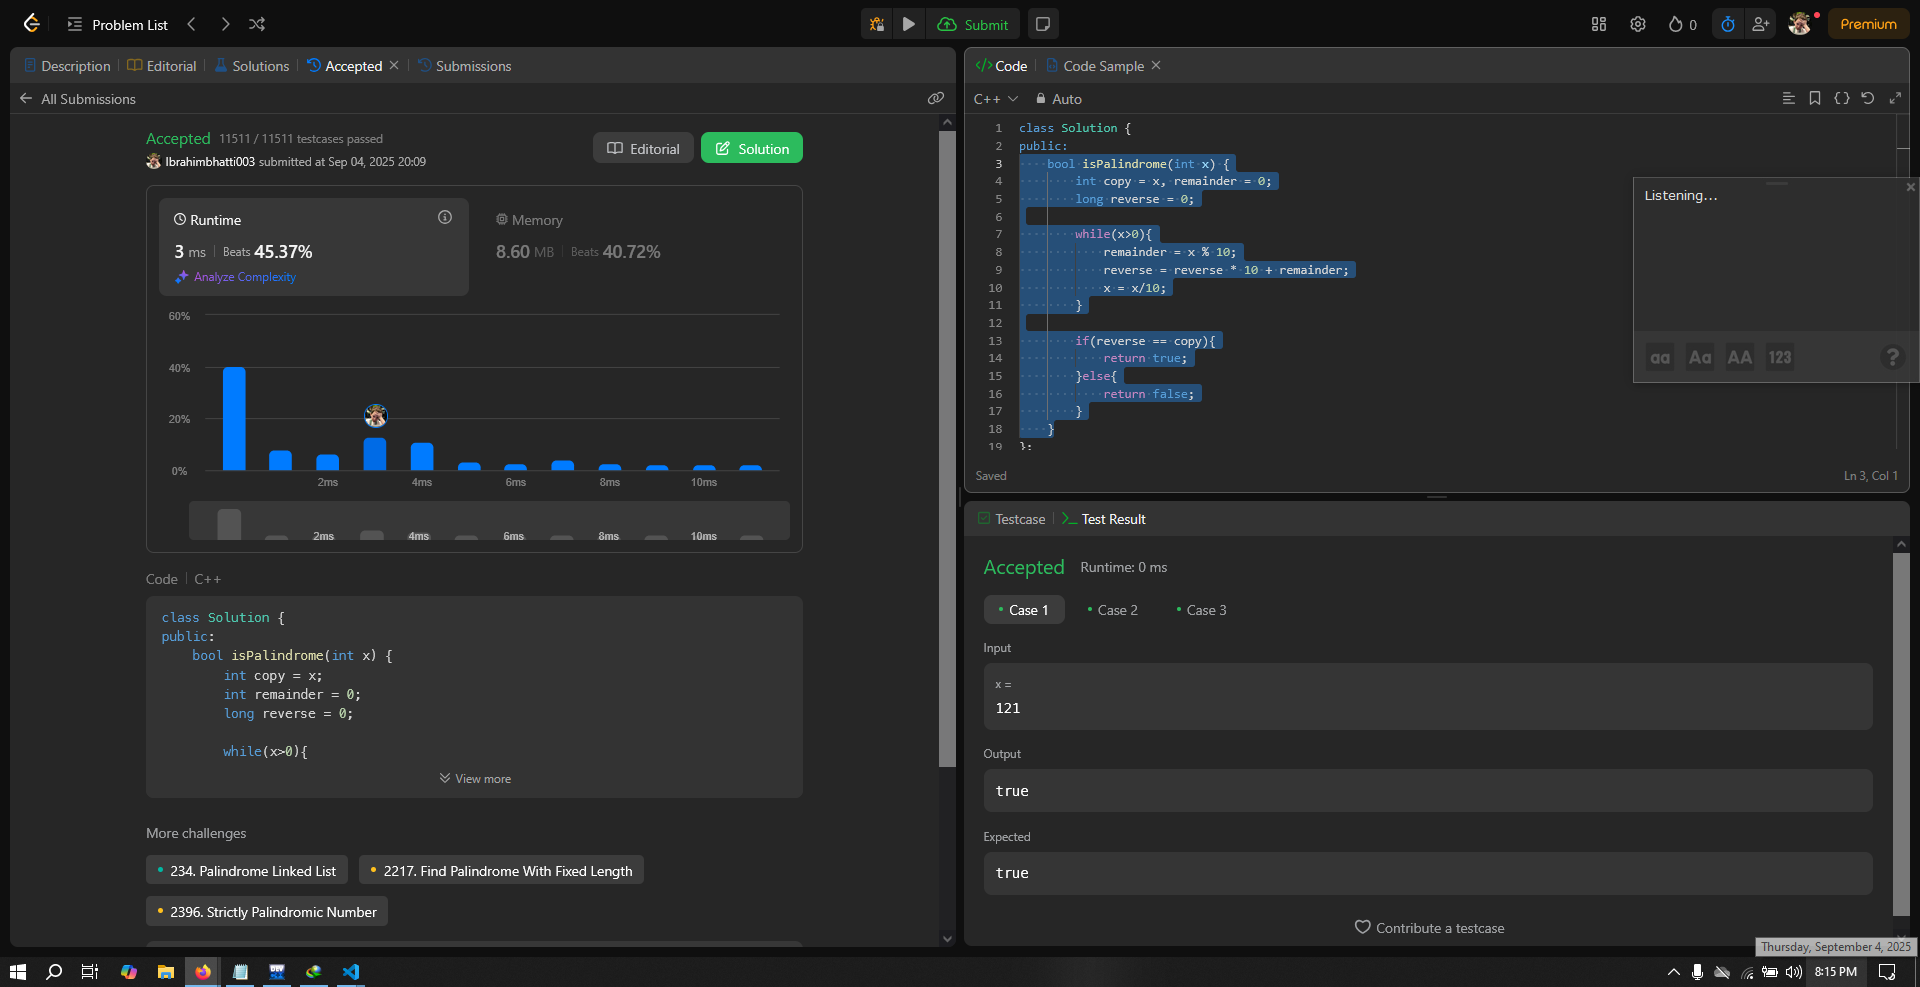 Problem List
Submit
0
Premium
Description
Editorial
Solutions
Accepted
Submissions
All Submissions
Accepted 11511 / 11511 testcases passed
Ibrahimbhatti003 submitted at Sep 04, 2025 20:09
Editorial
Solution
Runtime
3 ms Beats 45.37%
Analyze Complexity
Memory
8.60 MB Beats 40.72%
60%
40%
20%
0%
2ms 4ms 6ms 8ms 10ms
2ms 4ms 6ms 8ms 10ms
Code C++
class Solution {
public:
    bool isPalindrome(int x) {
        int copy = x;
        int remainder = 0;
        long reverse = 0;
        while(x>0){
View more
More challenges
234. Palindrome Linked List
2217. Find Palindrome With Fixed Length
2396. Strictly Palindromic Number
</> Code
Code Sample
C++
Auto
1 class Solution {
2 public:
3     bool isPalindrome(int x) {
4         int copy = x, remainder = 0;
5         long reverse = 0;
6
7         while(x>0){
8             remainder = x % 10;
9             reverse = reverse * 10 + remainder;
10             x = x/10;
11         }
12
13         if(reverse == copy){
14             return true;
15         }else{
16             return false;
17         }
18     }
19 };
Saved
Ln 3, Col 1
Listening...
aa Aa AA 123 ?
Testcase
Test Result
Accepted Runtime: 0 ms
Case 1
Case 2
Case 3
Input
x =
121
Output
true
Expected
true
Contribute a testcase
Thursday, September 4, 2025
DEV
8:15 PM